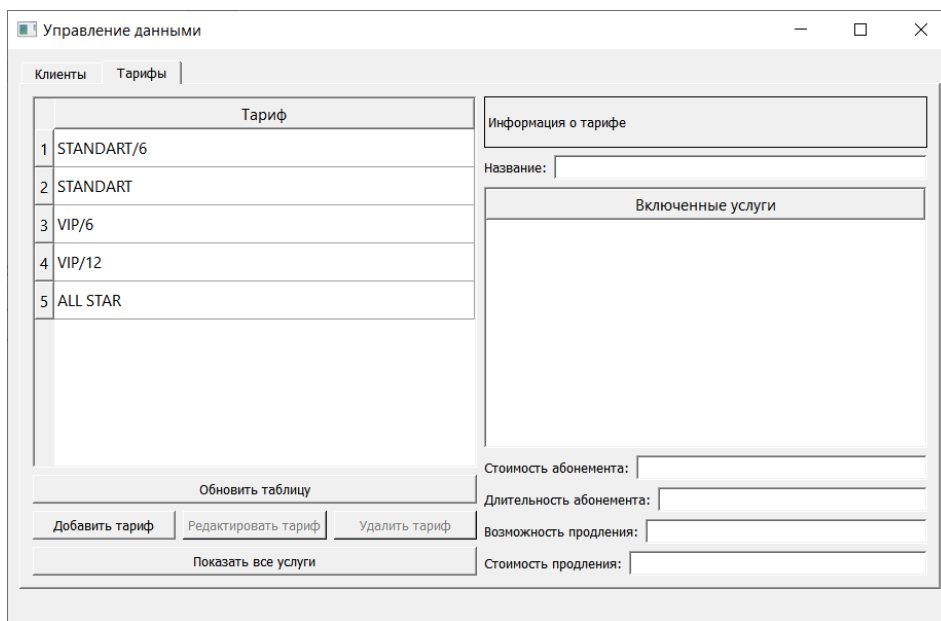 Управление данными
Клиенты Тарифы
Тариф
1 STANDART/6
2 STANDART
3 VIP/6
4 VIP/12
5 ALL STAR
Обновить таблицу
Добавить тариф Редактировать тариф Удалить тариф
Показать все услуги
Информация о тарифе
Название:
Включенные услуги
Стоимость абонемента:
Длительность абонемента:
Возможность продления:
Стоимость продления: